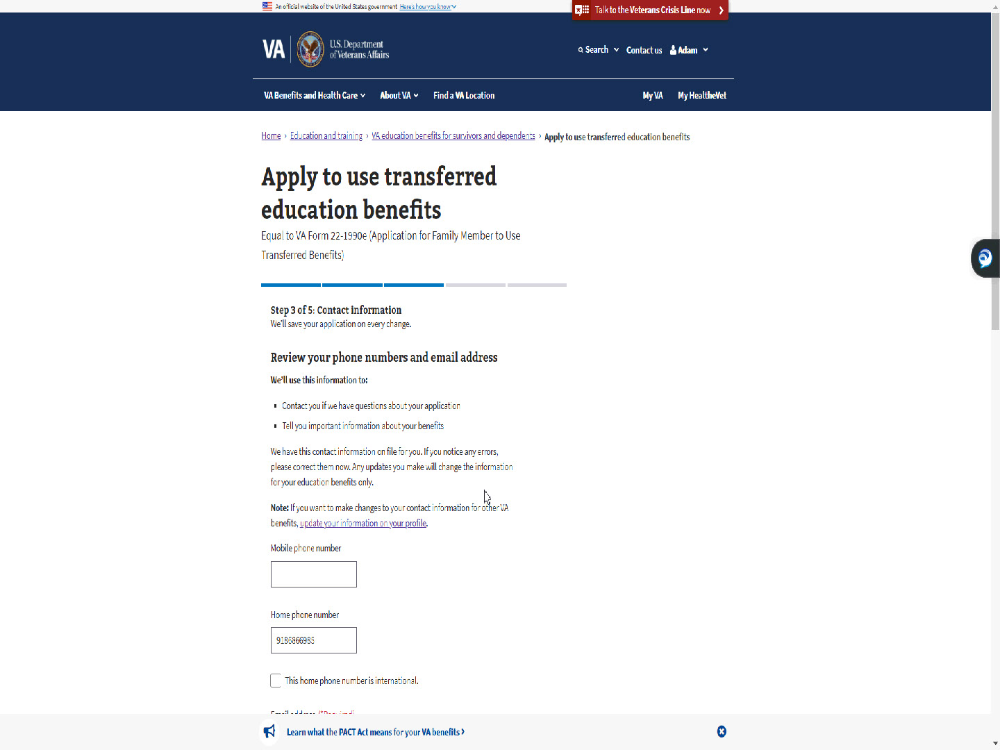 An official website of the United States government Here's how you know
Talk to the Veterans Crisis Line now
VA
U.S. Department
of Veterans Affairs
Search
Contact us
Adam
VA Benefits and Health Care
About VA
Find a VA Location
My VA
My HealtheVet
Home › Education and training › VA education benefits for survivors and dependents › Apply to use transferred education benefits
Apply to use transferred
education benefits
Equal to VA Form 22-1990e (Application for Family Member to Use
Transferred Benefits)
Step 3 of 5: Contact information
We'll save your application on every change.
Review your phone numbers and email address
We'll use this information to:
Contact you if we have questions about your application
Tell you important information about your benefits
We have this contact information on file for you. If you notice any errors,
please correct them now. Any updates you make will change the information
for your education benefits only.
Note: If you want to make changes to your contact information for other VA
benefits, update your information on your profile.
Mobile phone number
Home phone number
9186866985
This home phone number is international.
Email address (*Required)
Learn what the PACT Act means for your VA benefits